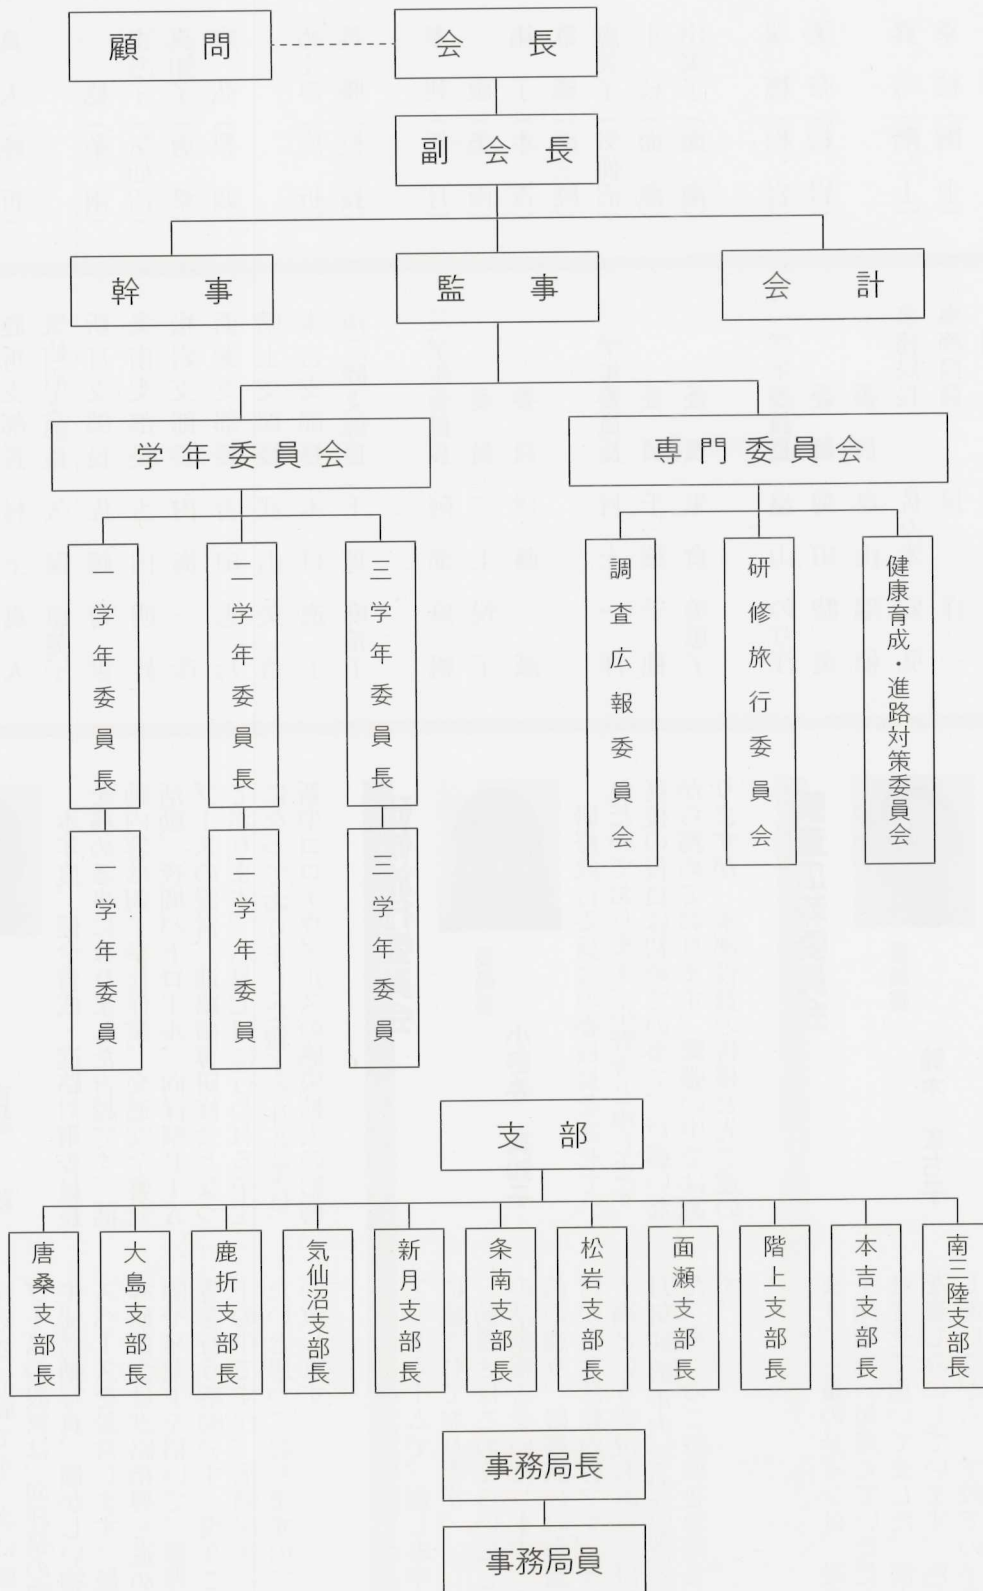 顧問
会長
副会長
幹事
監事
会計
学年委員会
専門委員会
一学年委員長
二学年委員長
三学年委員長
調査広報委員会
研修旅行委員会
健康育成・進路対策委員会
一学年委員
二学年委員
三学年委員
支部
唐桑支部長
大島支部長
鹿折支部長
気仙沼支部長
新月支部長
条南支部長
松岩支部長
面瀬支部長
階上支部長
本吉支部長
南三陸支部長
事務局長
事務局員